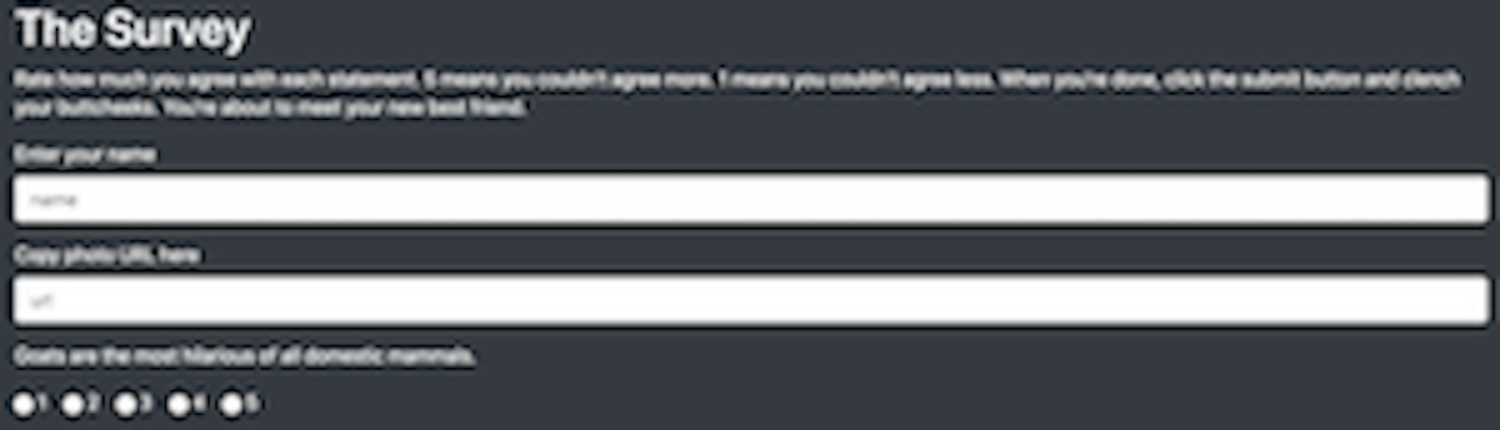 The Survey
Rate how much you agree with each statement. 5 means you couldn't agree more. 1 means you couldn't agree less. When you're done, click the submit button and clench
your buttcheeks. You're about to meet your new best friend.
Enter your name
name
Copy photo URL here
url
Goats are the most hilarious of all domestic mammals.
1 2 3 4 5